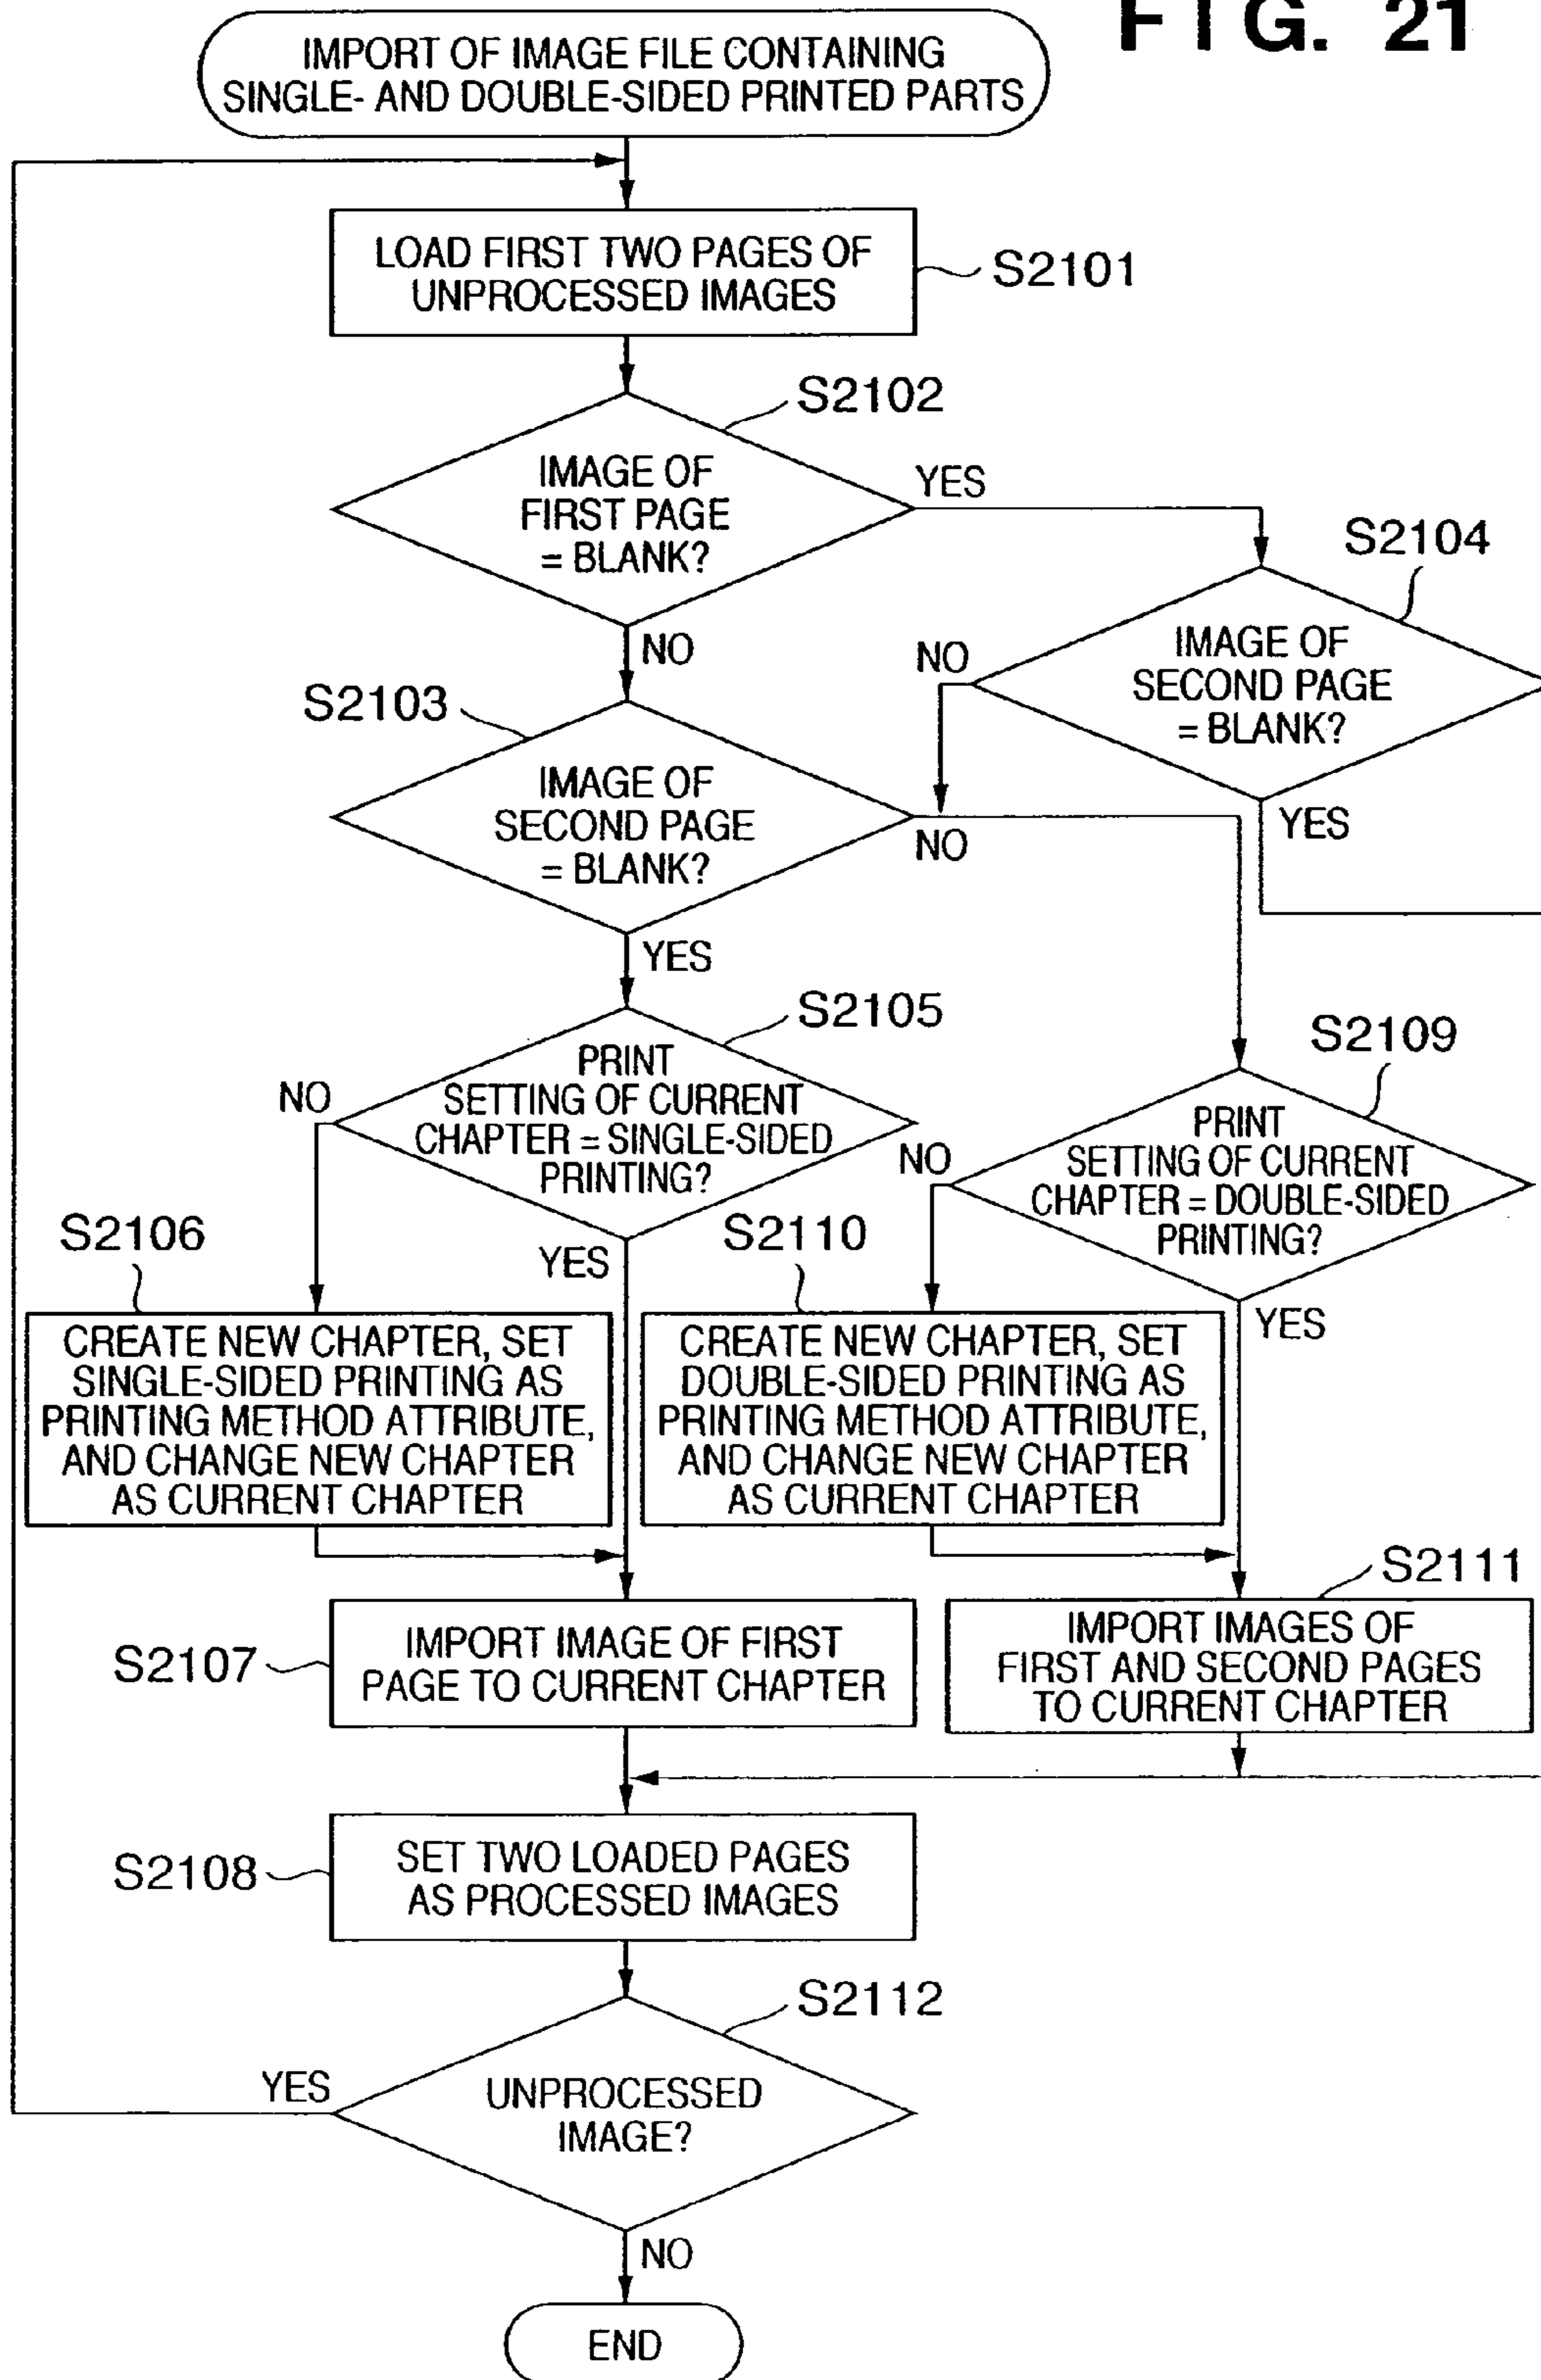 FIG. 21
IMPORT OF IMAGE FILE CONTAINING
SINGLE- AND DOUBLE-SIDED PRINTED PARTS
LOAD FIRST TWO PAGES OF
UNPROCESSED IMAGES
S2101
S2102
IMAGE OF
FIRST PAGE
= BLANK?
YES
NO
S2104
IMAGE OF
SECOND PAGE
= BLANK?
NO
YES
S2103
IMAGE OF
SECOND PAGE
= BLANK?
NO
YES
S2105
PRINT
SETTING OF CURRENT
CHAPTER = SINGLE-SIDED
PRINTING?
NO
YES
S2109
PRINT
SETTING OF CURRENT
CHAPTER = DOUBLE-SIDED
PRINTING?
NO
YES
S2106
CREATE NEW CHAPTER, SET
SINGLE-SIDED PRINTING AS
PRINTING METHOD ATTRIBUTE,
AND CHANGE NEW CHAPTER
AS CURRENT CHAPTER
S2110
CREATE NEW CHAPTER, SET
DOUBLE-SIDED PRINTING AS
PRINTING METHOD ATTRIBUTE,
AND CHANGE NEW CHAPTER
AS CURRENT CHAPTER
S2107
IMPORT IMAGE OF FIRST
PAGE TO CURRENT CHAPTER
S2111
IMPORT IMAGES OF
FIRST AND SECOND PAGES
TO CURRENT CHAPTER
S2108
SET TWO LOADED PAGES
AS PROCESSED IMAGES
S2112
UNPROCESSED
IMAGE?
YES
NO
END